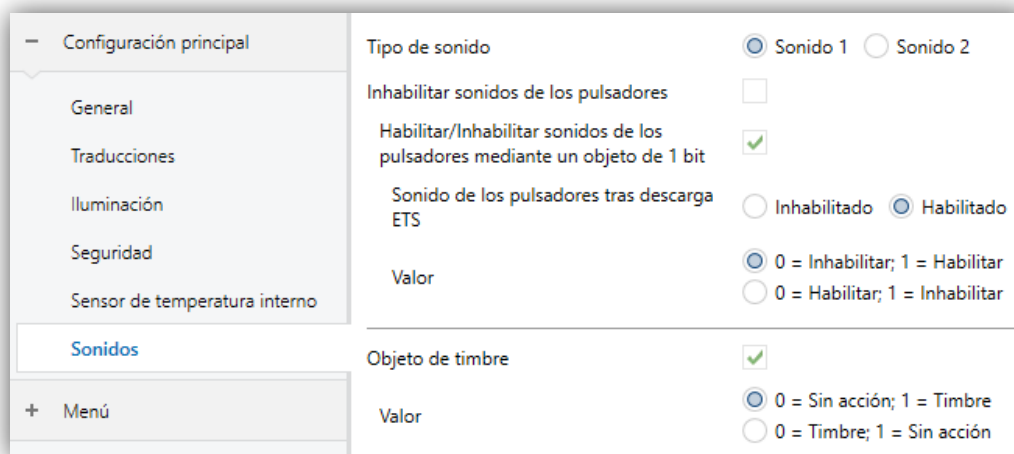 − Configuración principal
General
Traducciones
Iluminación
Seguridad
Sensor de temperatura interno
Sonidos
+ Menú
Tipo de sonido
Sonido 1 Sonido 2
Inhabilitar sonidos de los pulsadores
Habilitar/Inhabilitar sonidos de los
pulsadores mediante un objeto de 1 bit
Sonido de los pulsadores tras descarga
ETS
Inhabilitado Habilitado
Valor
0 = Inhabilitar; 1 = Habilitar
0 = Habilitar; 1 = Inhabilitar
Objeto de timbre
Valor
0 = Sin acción; 1 = Timbre
0 = Timbre; 1 = Sin acción